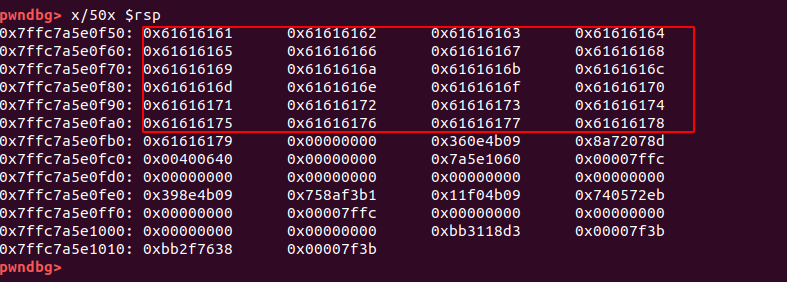 pwndbg> x/50x $rsp
0x7ffc7a5e0f50: 0x61616161 0x61616162 0x61616163 0x61616164
0x7ffc7a5e0f60: 0x61616165 0x61616166 0x61616167 0x61616168
0x7ffc7a5e0f70: 0x61616169 0x6161616a 0x6161616b 0x6161616c
0x7ffc7a5e0f80: 0x6161616d 0x6161616e 0x6161616f 0x61616170
0x7ffc7a5e0f90: 0x61616171 0x61616172 0x61616173 0x61616174
0x7ffc7a5e0fa0: 0x61616175 0x61616176 0x61616177 0x61616178
0x7ffc7a5e0fb0: 0x61616179 0x00000000 0x360e4b09 0x8a72078d
0x7ffc7a5e0fc0: 0x00400640 0x00000000 0x7a5e1060 0x00007ffc
0x7ffc7a5e0fd0: 0x00000000 0x00000000 0x00000000 0x00000000
0x7ffc7a5e0fe0: 0x398e4b09 0x758af3b1 0x11f04b09 0x740572eb
0x7ffc7a5e0ff0: 0x00000000 0x00007ffc 0x00000000 0x00000000
0x7ffc7a5e1000: 0x00000000 0x00000000 0xbb3118d3 0x00007f3b
0x7ffc7a5e1010: 0xbb2f7638 0x00007f3b
pwndbg>